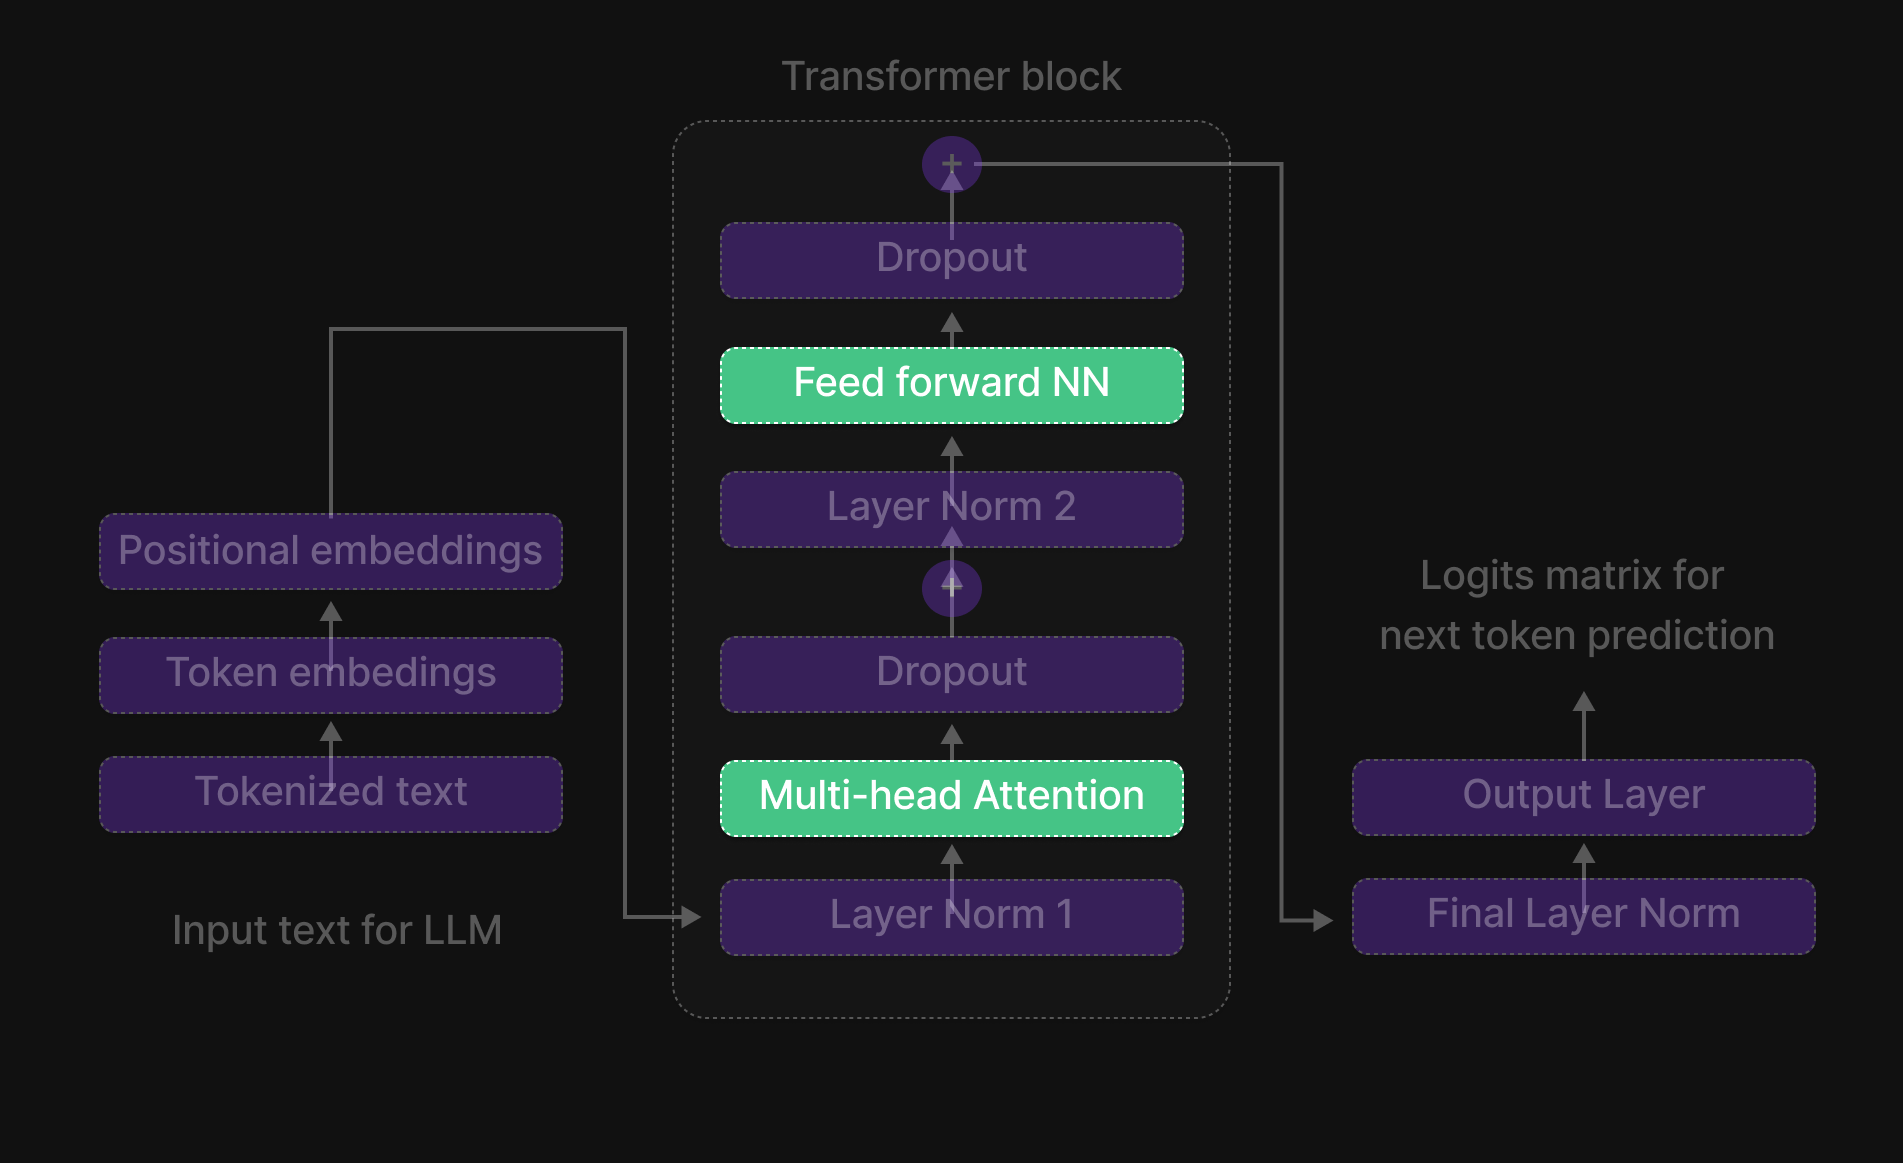 Transformer block
+
Dropout
Feed forward NN
Layer Norm 2
+
Dropout
Multi-head Attention
Layer Norm 1
Positional embeddings
Token embedings
Tokenized text
Input text for LLM
Logits matrix for
next token prediction
Output Layer
Final Layer Norm